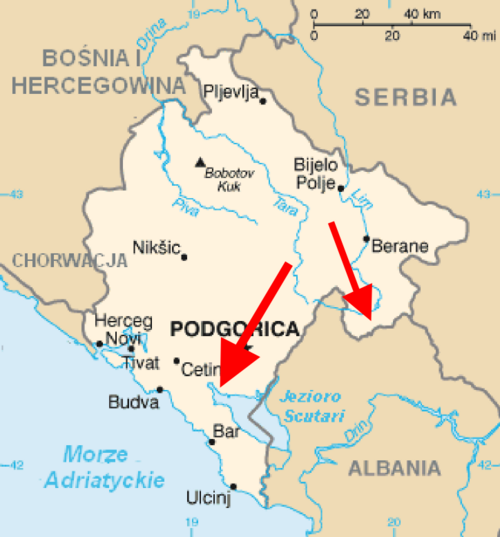 0 20 40 km
0 20 40 mi
Drina
BOŚNIA I
HERCEGOWINA
Pljevlja
SERBIA
Bobotov
Kuk
Bijelo
Polje
Lim
43
43
Piva
Tara
Nikšic
Berane
CHORWACJA
Herceg
Novi
PODGORICA
Tivat
Cetin
Budva
Jezioro
Scutari
Bar
Drin
Morze
Adriatyckie
42
42
ALBANIA
Ulcinj
19
20
19